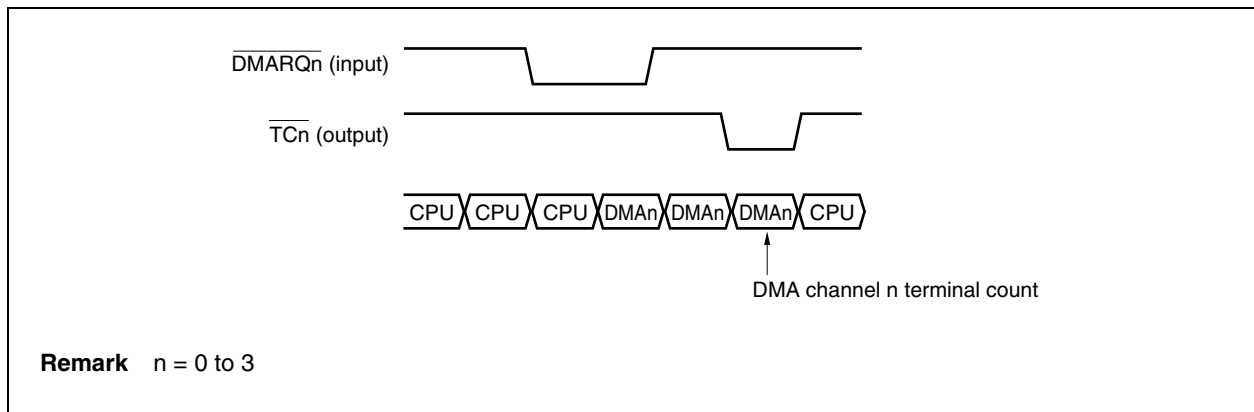 DMARQn (input)
TCn (output)
CPU CPU CPU DMAn DMAn DMAn CPU
DMA channel n terminal count
Remark n = 0 to 3